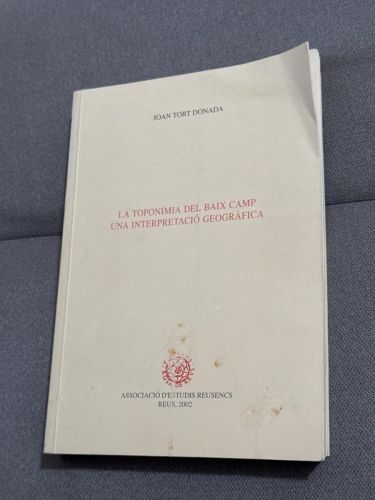 JOAN TORT DONADA
LA TOPONÍMIA DEL BAIX CAMP
UNA INTERPRETACIÓ GEOGRÀFICA
ASSOCIACIÓ D'ESTUDIS REUSENCS
REUS, 2002